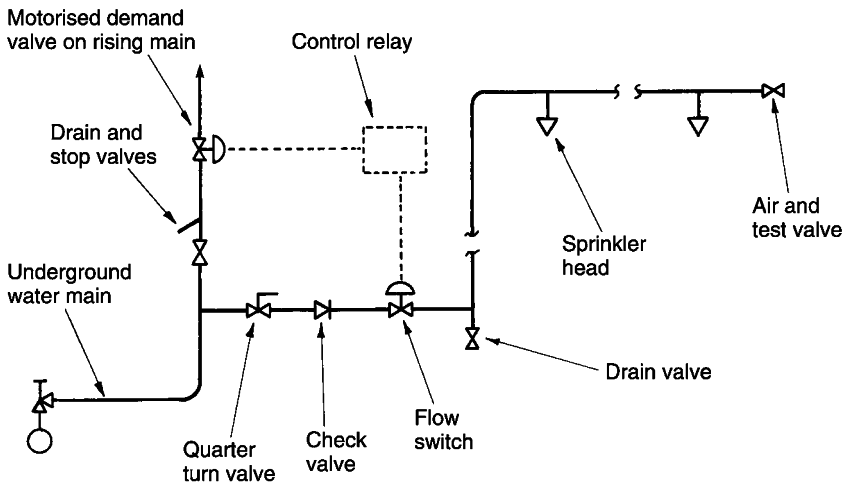 Motorised demand
valve on rising main
Control relay
Drain and
stop valves
Air and
test valve
Sprinkler
head
Underground
water main
Drain valve
Flow
switch
Check
valve
Quarter
turn valve